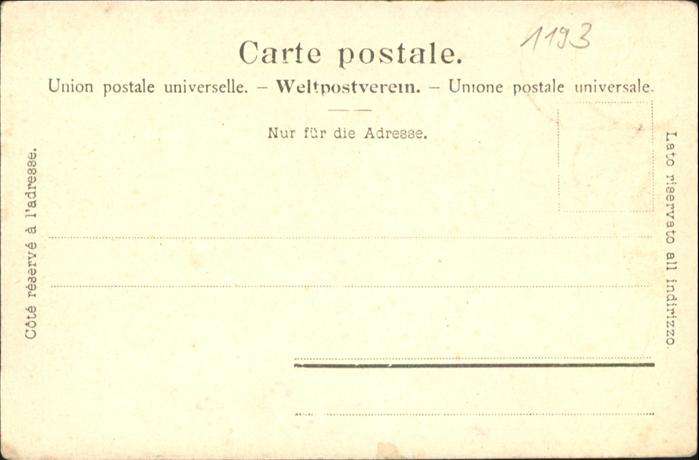 1193
Carte postale.
Union postale universelle. – Weltpostverein. – Unione postale universale.
Nur für die Adresse.
Côté réservé à l'adresse.
Lato riservato all indirizzo.